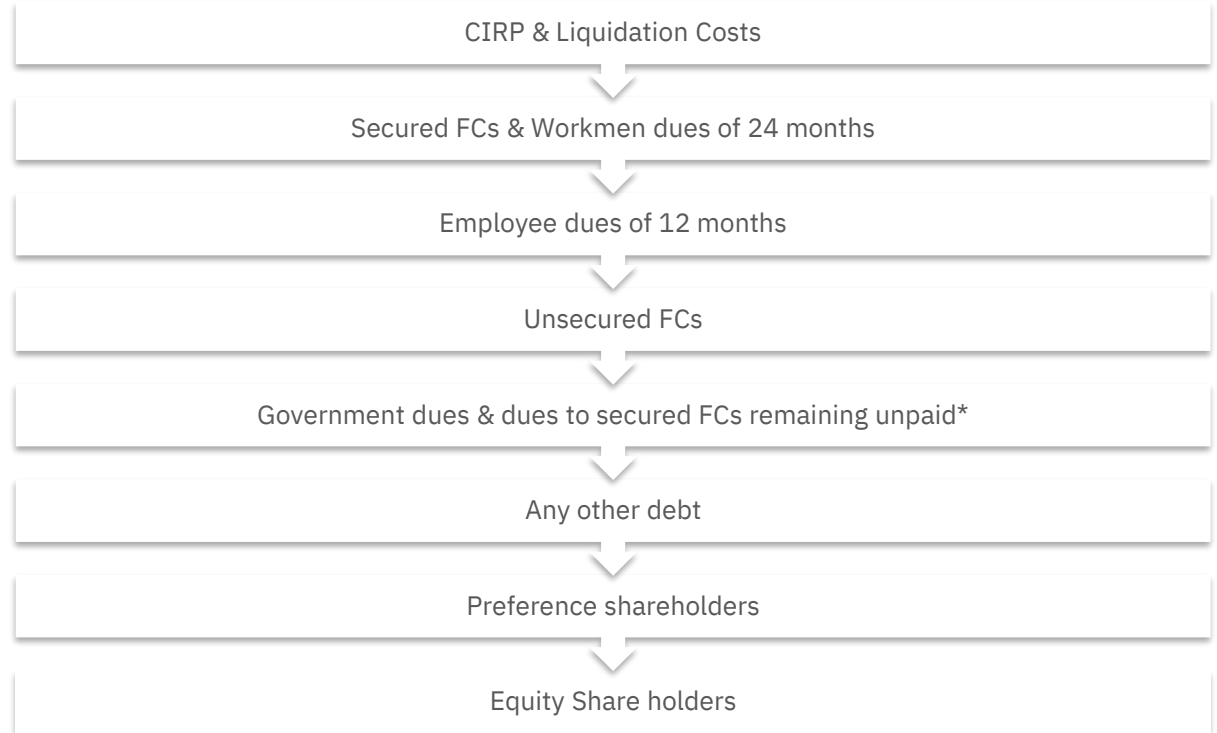 CIRP & Liquidation Costs
Secured FCs & Workmen dues of 24 months
Employee dues of 12 months
Unsecured FCs
Government dues & dues to secured FCs remaining unpaid*
Any other debt
Preference shareholders
Equity Share holders